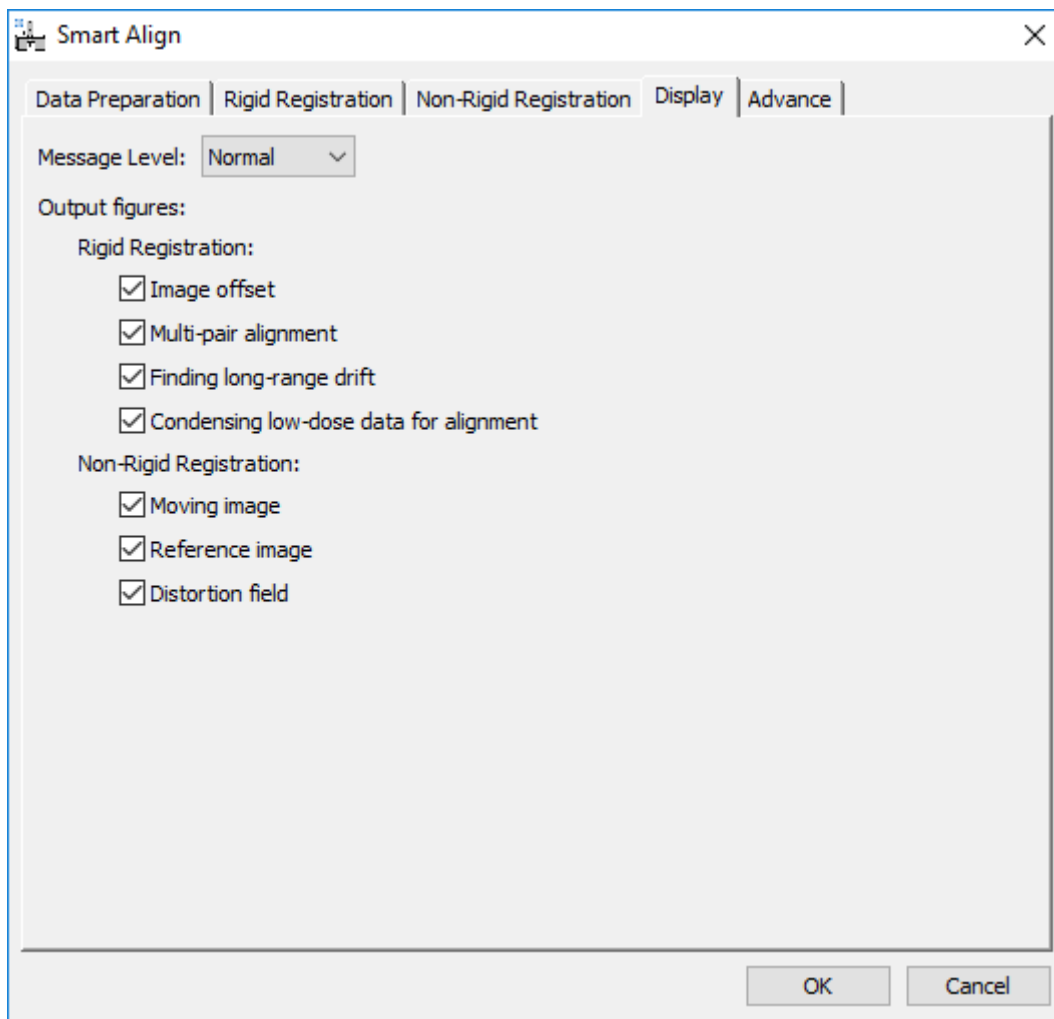 Smart Align
Data Preparation Rigid Registration Non-Rigid Registration Display Advance
Message Level: Normal
Output figures:
Rigid Registration:
Image offset
Multi-pair alignment
Finding long-range drift
Condensing low-dose data for alignment
Non-Rigid Registration:
Moving image
Reference image
Distortion field
OK Cancel